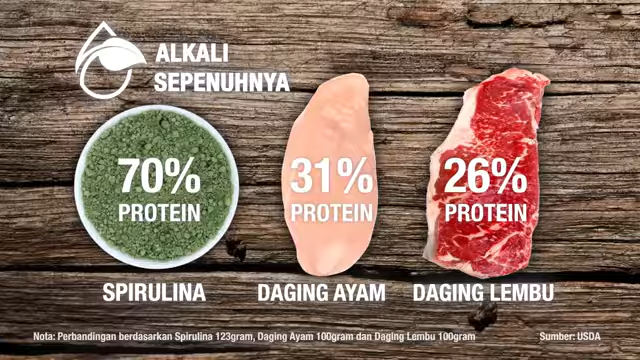 ALKALI
SEPENUHNYA
70%
PROTEIN
31%
PROTEIN
26%
PROTEIN
SPIRULINA
DAGING AYAM
DAGING LEMBU
Nota: Perbandingan berdasarkan Spirulina 123gram, Daging Ayam 100gram dan Daging Lembu 100gram
Sumber: USDA